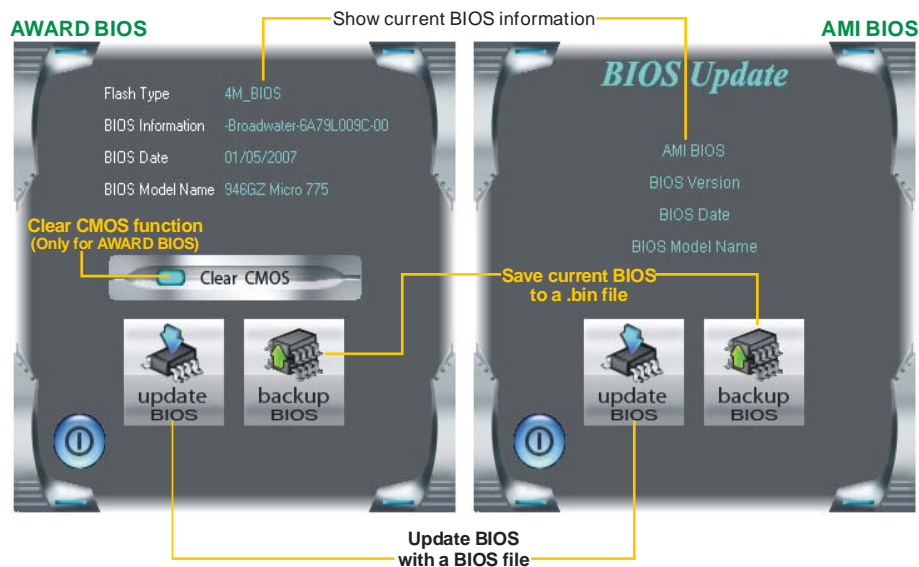 Show current BIOS information
AWARD BIOS
AMI BIOS
Flash Type 4M_BIOS
BIOS Information -Broadwater-6A79L009C-00
BIOS Date 01/05/2007
BIOS Model Name 946GZ Micro 775
Clear CMOS function
(Only for AWARD BIOS)
Clear CMOS
update
BIOS
backup
BIOS
BIOS Update
AMI BIOS
BIOS Version
BIOS Date
BIOS Model Name
Save current BIOS
to a .bin file
update
BIOS
backup
BIOS
Update BIOS
with a BIOS file